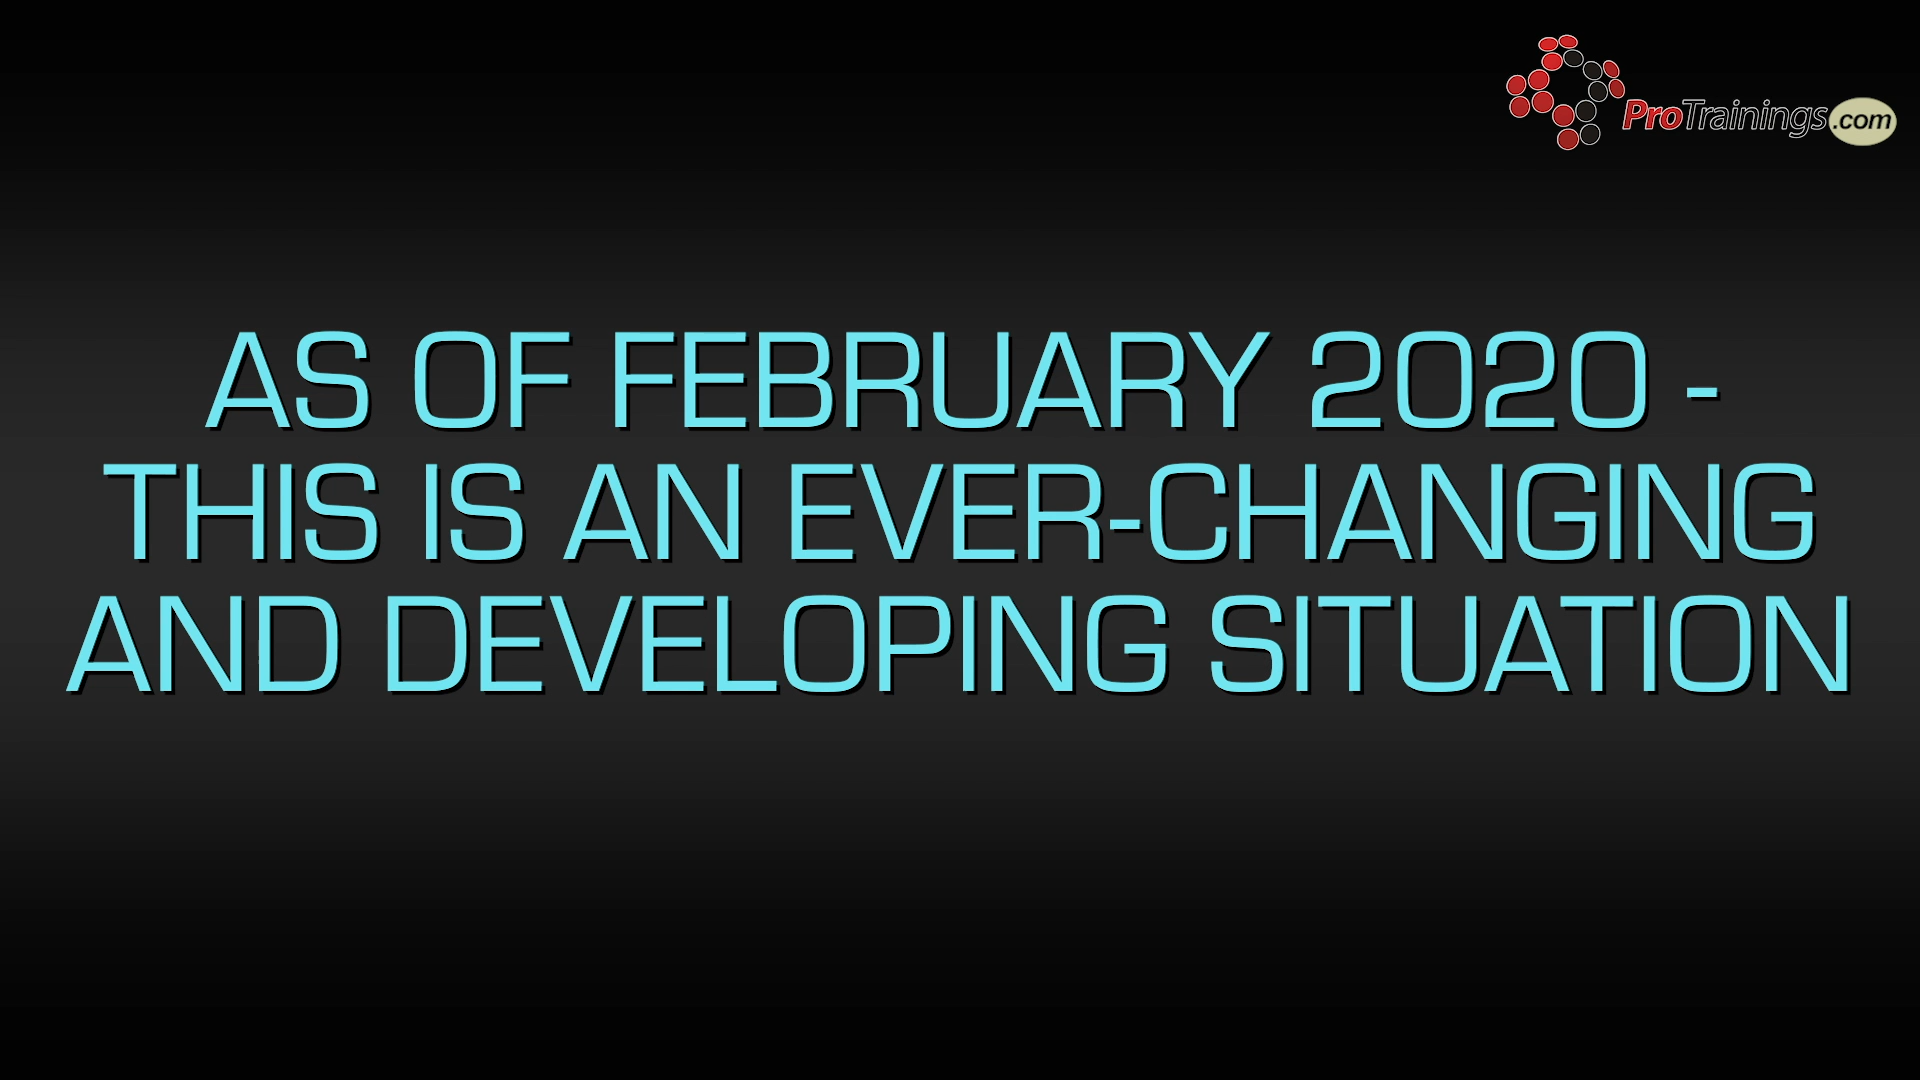 ProTrainings.com
AS OF FEBRUARY 2020 -
THIS IS AN EVER-CHANGING
AND DEVELOPING SITUATION